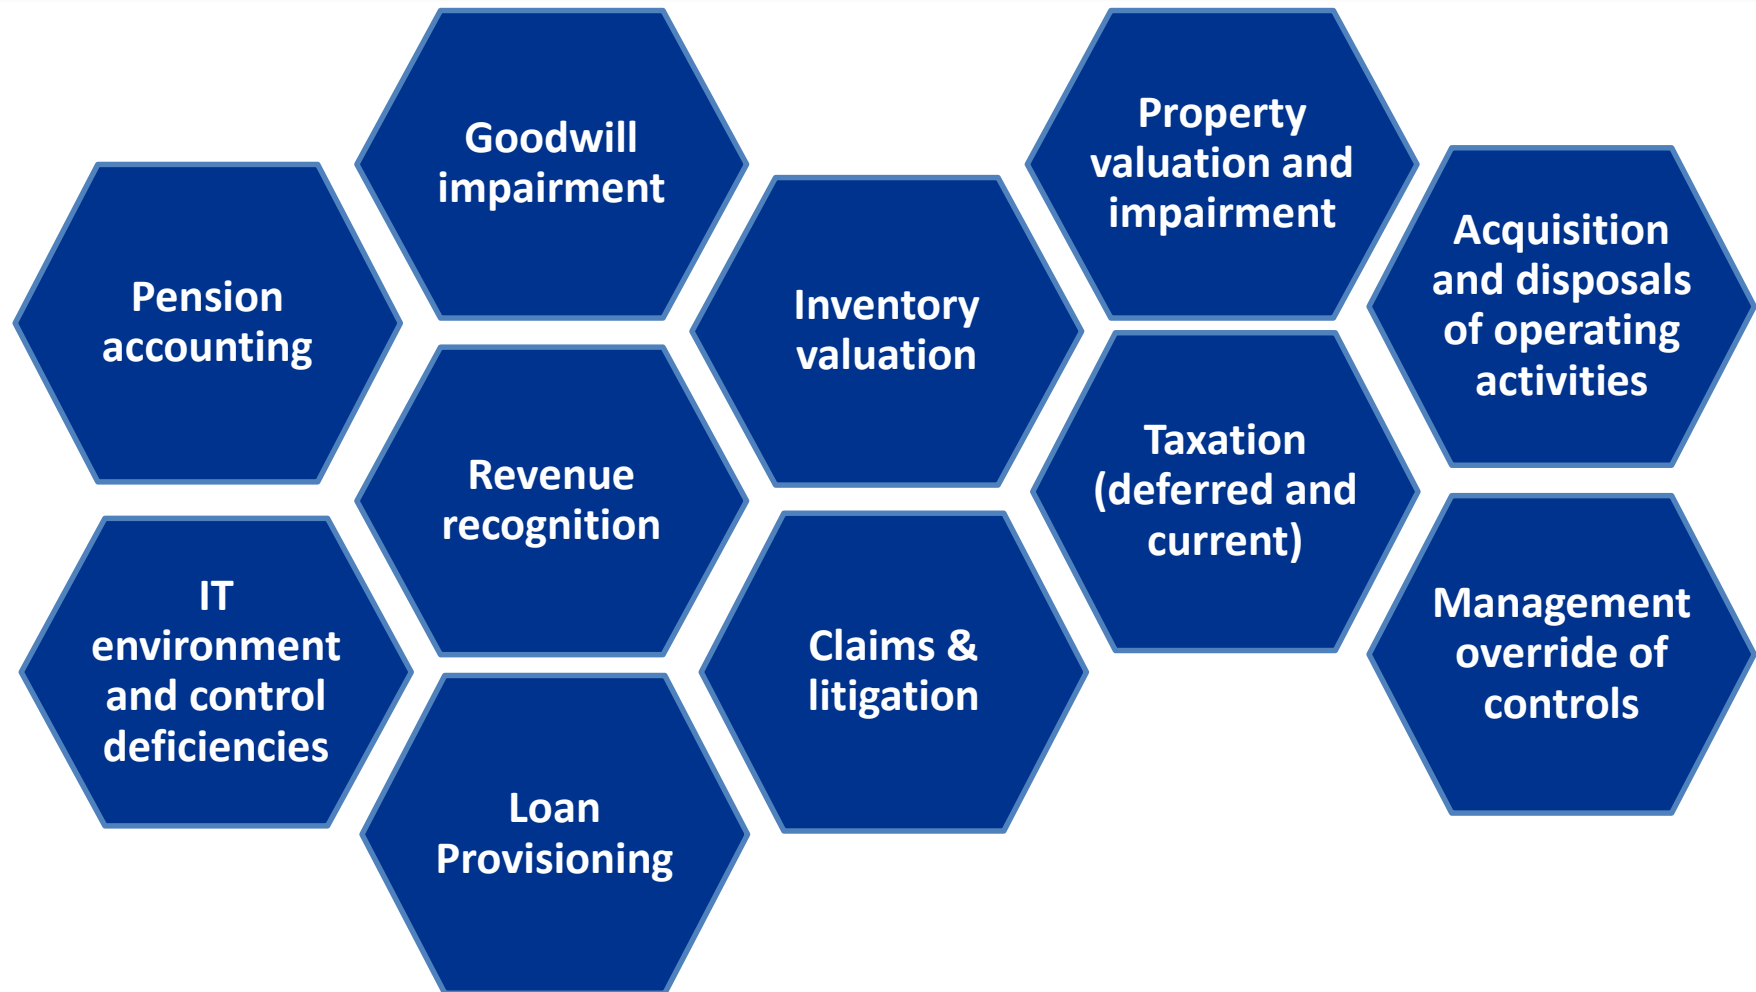 Goodwill
impairment
Property
valuation and
impairment
Pension
accounting
Inventory
valuation
Acquisition
and disposals
of operating
activities
Revenue
recognition
Taxation
(deferred and
current)
IT
environment
and control
deficiencies
Claims &
litigation
Management
override of
controls
Loan
Provisioning